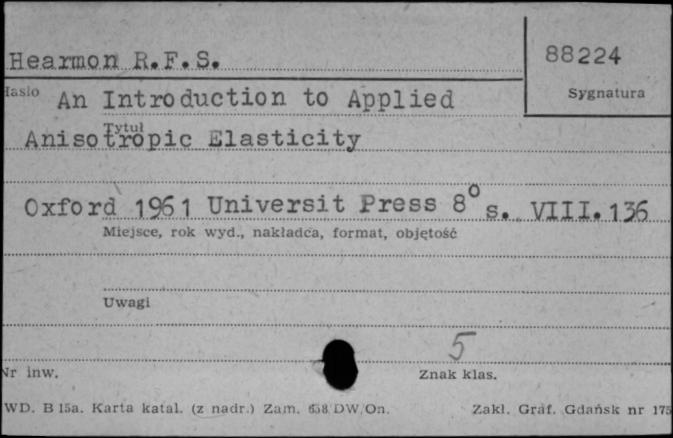 Hearmon R.F.S.
88224
Hasło
Sygnatura
An Introduction to Applied
Tytuł
Anisotropic Elasticity
Oxford 1961 Universit Press 8° s. VIII.136
Miejsce, rok wyd., nakładca, format, objętość
Uwagi
5
Nr inw.
Znak klas.
WD. B 15a. Karta katal. (z nadr.) Zam. 658 DW/On.
Zakł. Graf. Gdańsk nr 175